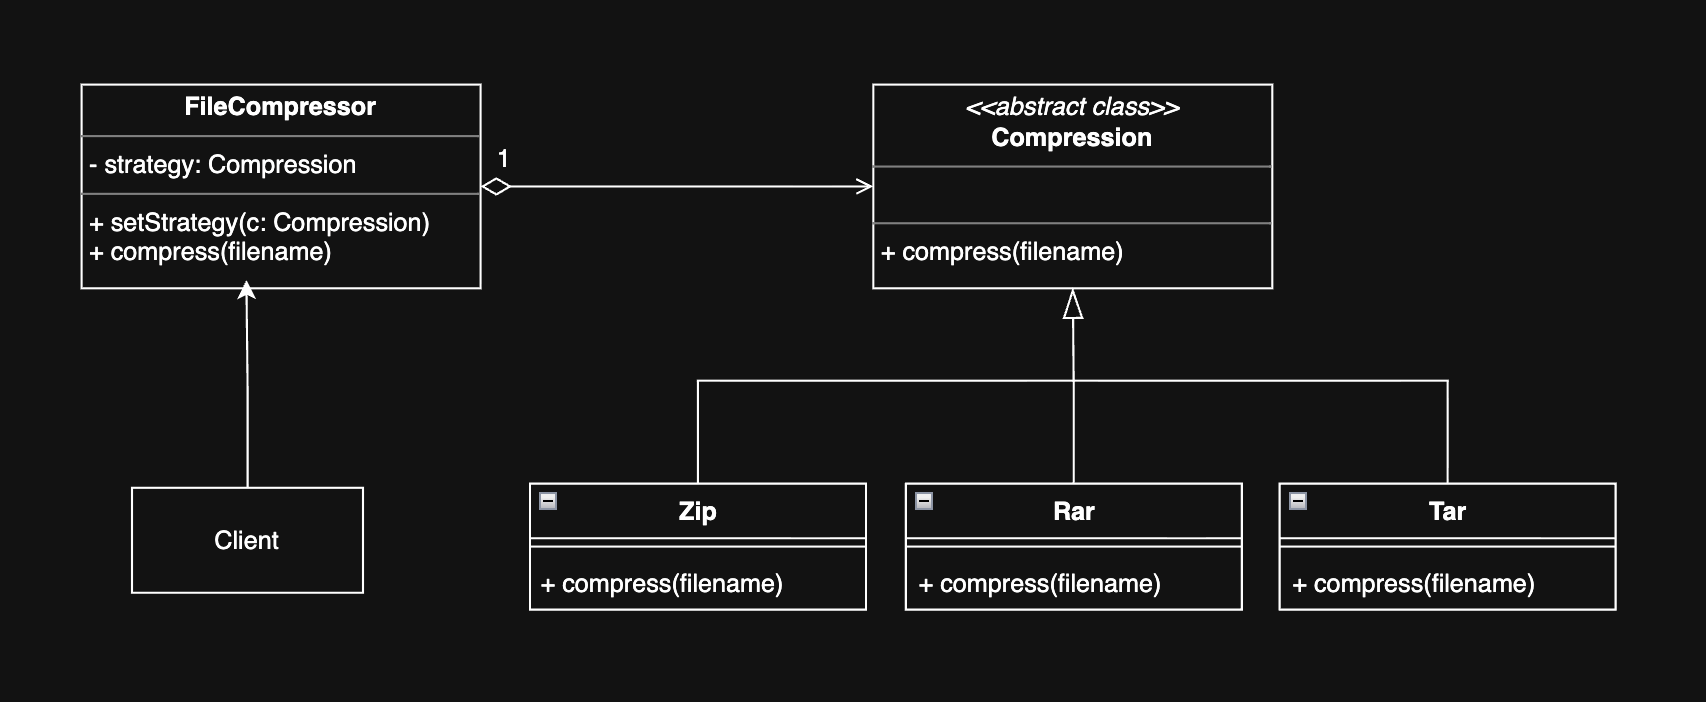 FileCompressor
- strategy: Compression
+ setStrategy(c: Compression)
+ compress(filename)
1
<<abstract class>>
Compression
+ compress(filename)
Client
Zip
+ compress(filename)
Rar
+ compress(filename)
Tar
+ compress(filename)